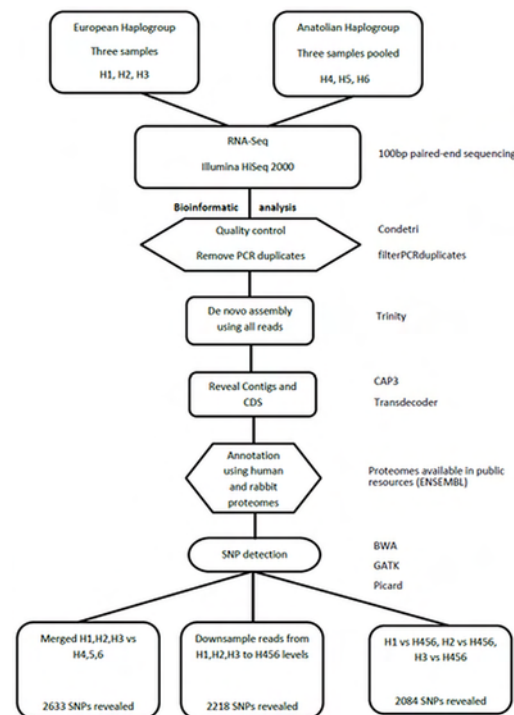 European Haplogroup
Three samples
H1, H2, H3
Anatolian Haplogroup
Three samples pooled
H4, H5, H6
RNA-Seq
Illumina HiSeq 2000
100bp paired-end sequencing
Bioinformatic analysis
Quality control
Remove PCR duplicates
Condetri
filterPCRduplicates
De novo assembly
using all reads
Trinity
Reveal Contigs and
CDS
CAP3
Transdecoder
Annotation
using human
and rabbit
proteomes
Proteomes available in public
resources (ENSEMBL)
SNP detection
BWA
GATK
Picard
Merged H1,H2,H3 vs
H4,5,6
2633 SNPs revealed
Downsample reads from
H1,H2,H3 to H456 levels
2218 SNPs revealed
H1 vs H456, H2 vs H456,
H3 vs H456
2084 SNPs revealed